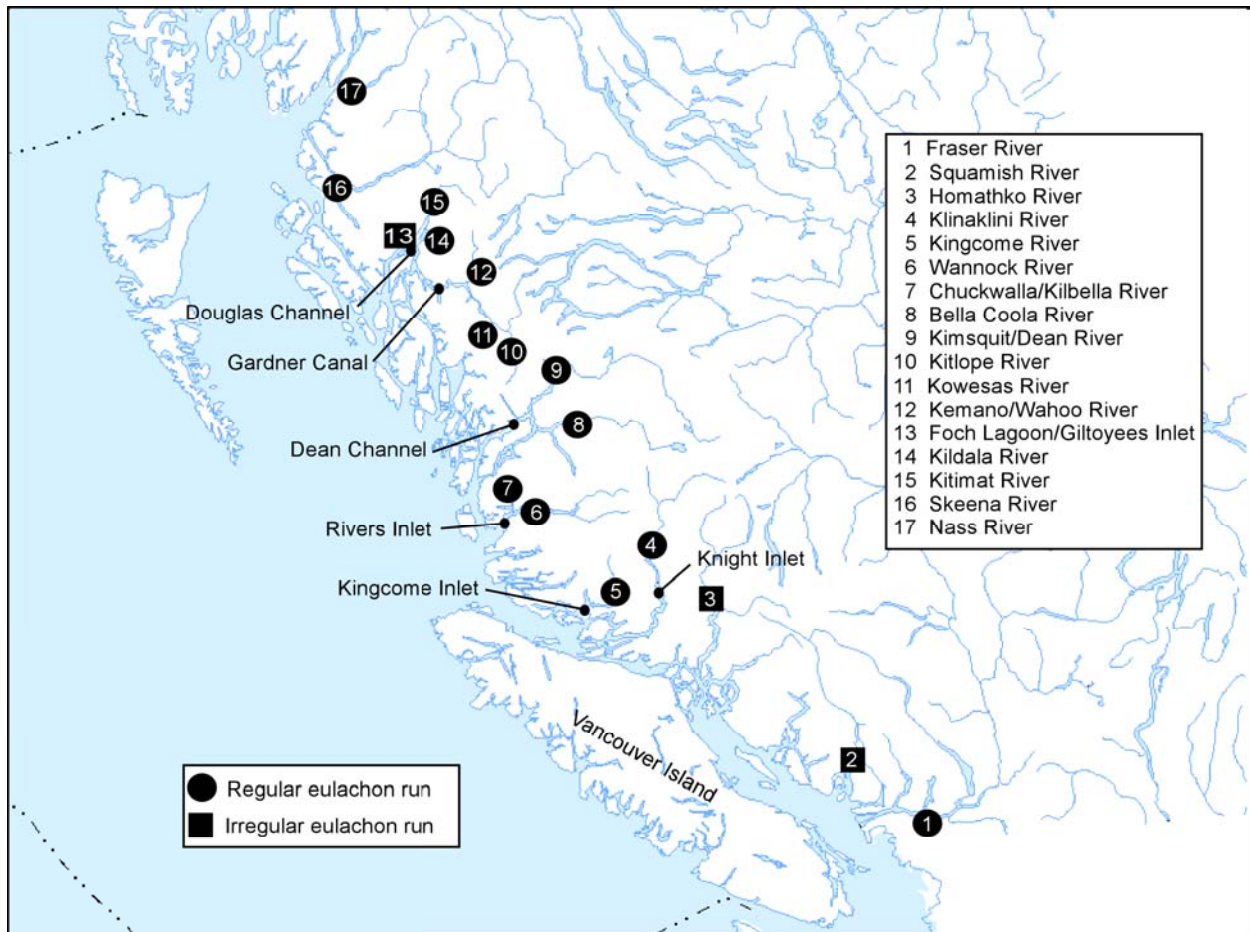 17
16
15
13
14
12
Douglas Channel
Gardner Canal
11
10
9
Dean Channel
8
7
6
Rivers Inlet
4
Knight Inlet
Kingcome Inlet
5
3
Vancouver Island
2
1
1 Fraser River
2 Squamish River
3 Homathko River
4 Klinaklini River
5 Kingcome River
6 Wannock River
7 Chuckwalla/Kilbella River
8 Bella Coola River
9 Kimsquit/Dean River
10 Kitlope River
11 Kowesas River
12 Kemano/Wahoo River
13 Foch Lagoon/Giltoyees Inlet
14 Kildala River
15 Kitimat River
16 Skeena River
17 Nass River
Regular eulachon run
Irregular eulachon run